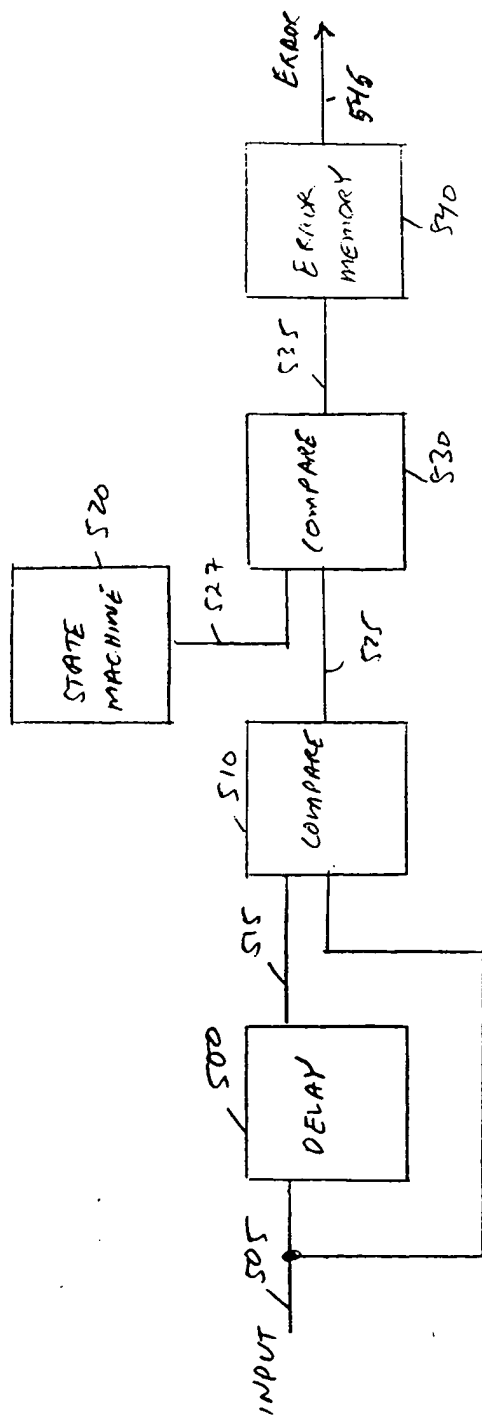 INPUT
505
500
DELAY
515
510
COMPARE
525
STATE
MACHINE
520
527
COMPARE
530
535
ERROR
MEMORY
540
545
ERROR